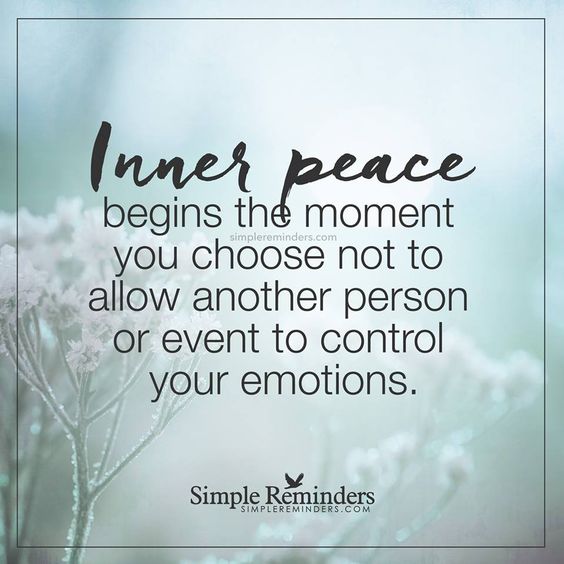 Inner peace
begins the moment
simplereminders.com
you choose not to
allow another person
or event to control
your emotions.
Simple Reminders
SIMPLEREMINDERS.COM